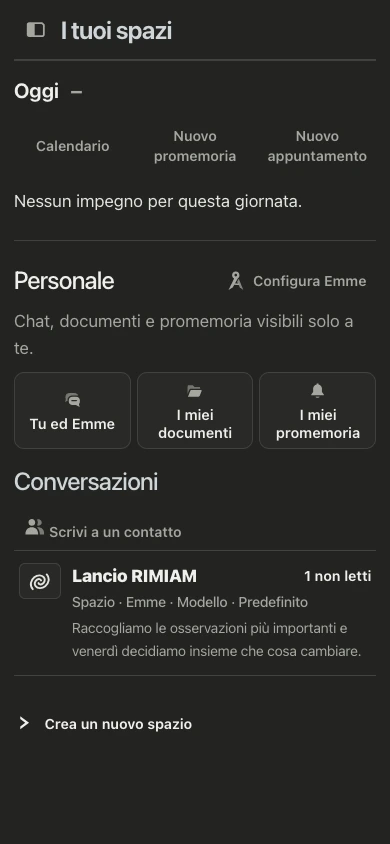 I tuoi spazi
Oggi –
Calendario
Nuovo
promemoria
Nuovo
appuntamento
Nessun impegno per questa giornata.
Personale
Configura Emme
Chat, documenti e promemoria visibili solo a
te.
Tu ed Emme
I miei
documenti
I miei
promemoria
Conversazioni
Scrivi a un contatto
Lancio RIMIAM
1 non letti
Spazio · Emme · Modello · Predefinito
Raccogliamo le osservazioni più importanti e
venerdì decidiamo insieme che cosa cambiare.
Crea un nuovo spazio